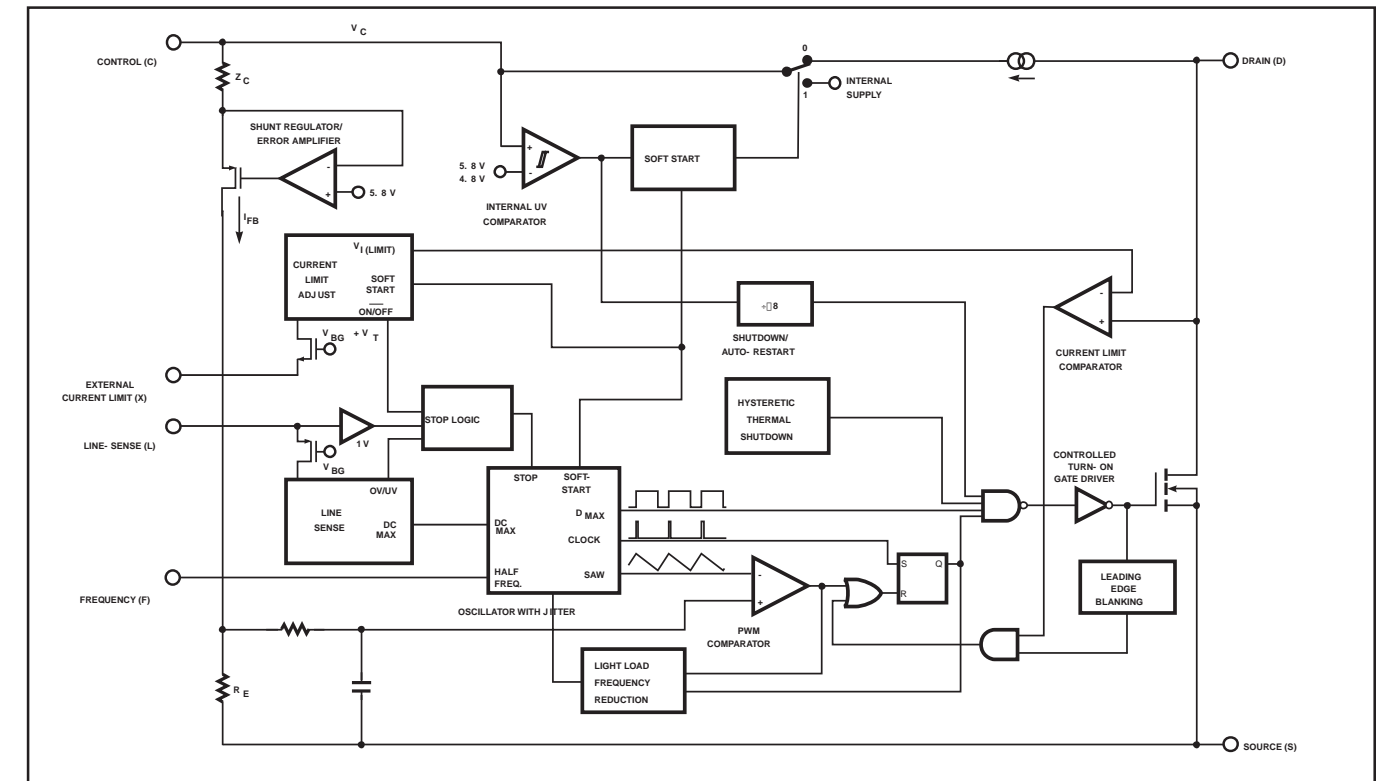 V C
CONTROL (C)
Z C
0
DRAIN (D)
INTERNAL
SUPPLY
1
SHUNT REGULATOR/
ERROR AMPLIFIER
-
+
5. 8 V
I FB
+
-
5. 8 V
4. 8 V
INTERNAL UV
COMPARATOR
SOFT START
V I (LIMIT)
CURRENT
LIMIT
ADJUST
SOFT
START
ON/OFF
V BG + V T
÷ 8
SHUTDOWN/
AUTO- RESTART
-
+
CURRENT LIMIT
COMPARATOR
EXTERNAL
CURRENT LIMIT (X)
HYSTERETIC
THERMAL
SHUTDOWN
LINE- SENSE (L)
1 V
V BG
STOP LOGIC
CONTROLLED
TURN- ON
GATE DRIVER
OV/UV
LINE
SENSE
DC
MAX
STOP
SOFT-
START
D MAX
DC
MAX
CLOCK
HALF
FREQ.
SAW
OSCILLATOR WITH JITTER
FREQUENCY (F)
-
+
PWM
COMPARATOR
S
Q
R
LEADING
EDGE
BLANKING
LIGHT LOAD
FREQUENCY
REDUCTION
R E
SOURCE (S)